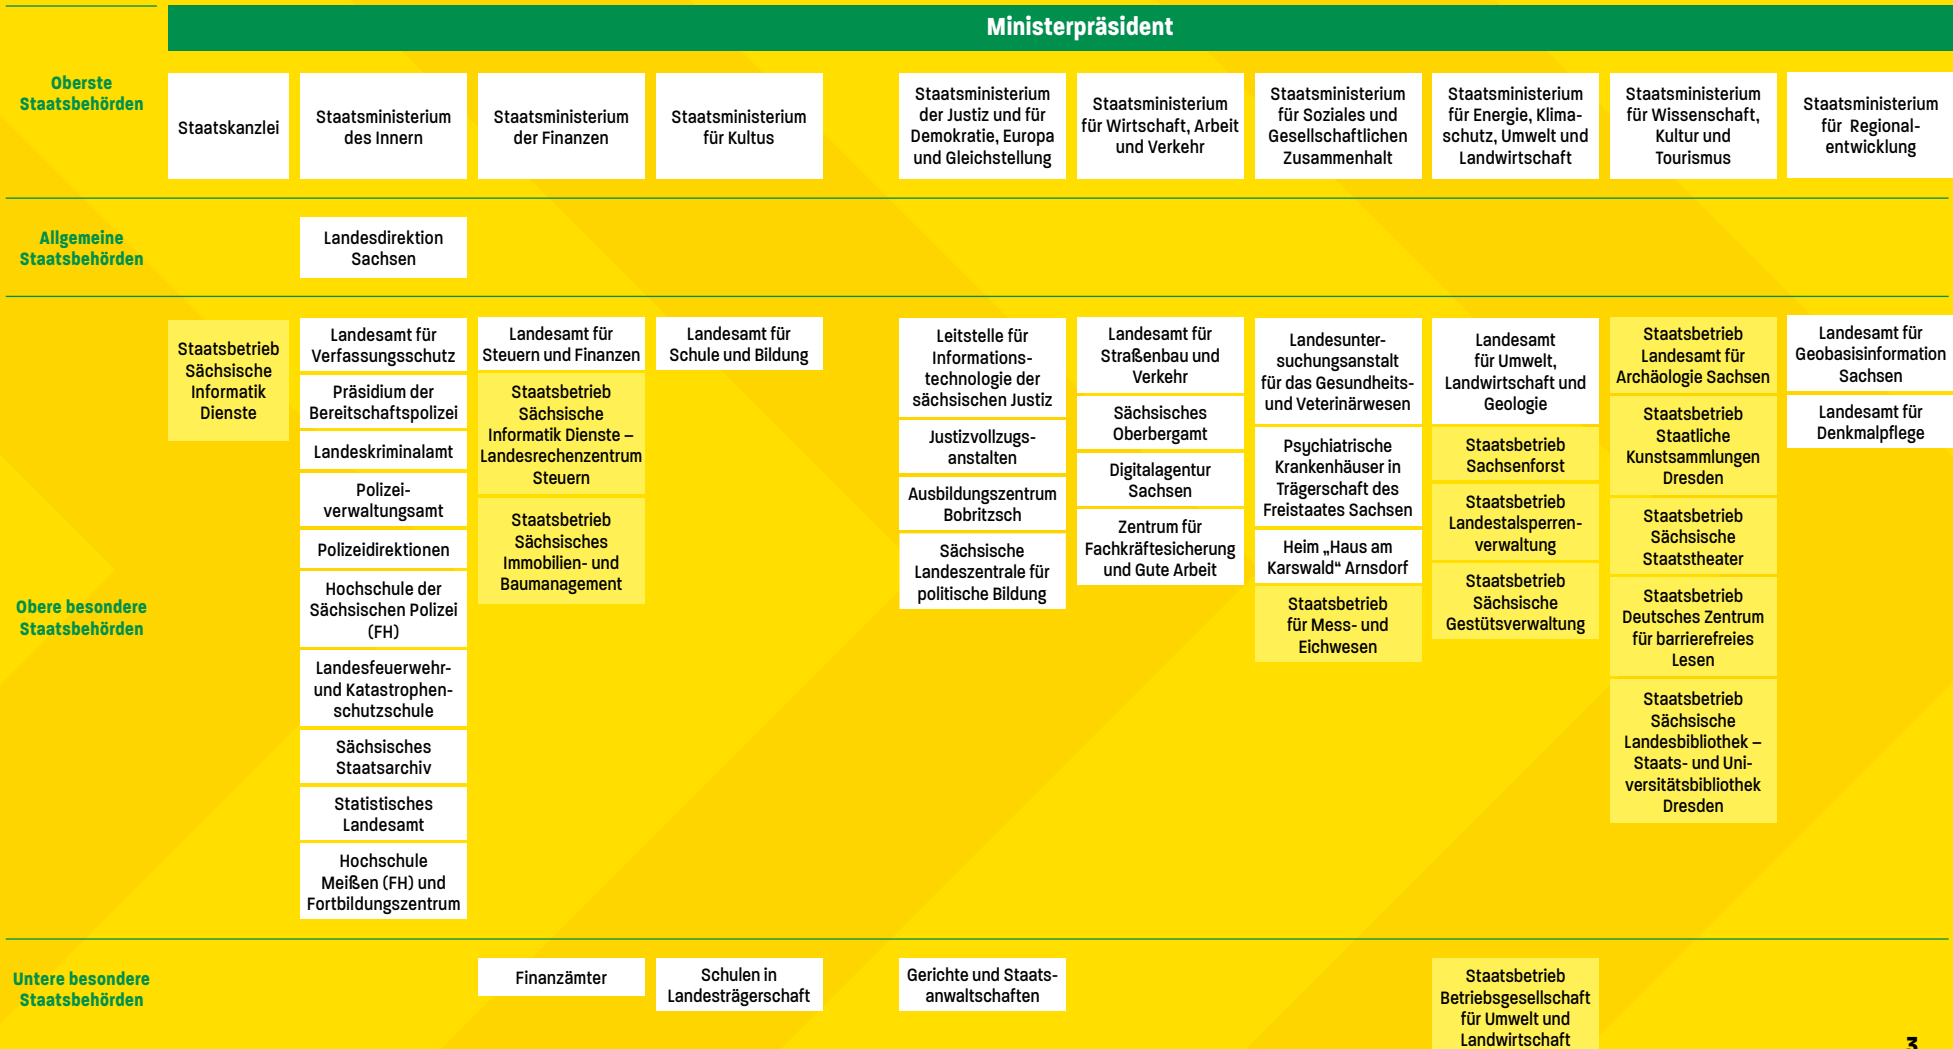 Ministerpräsident
Oberste
Staatsbehörden
Staatskanzlei
Staatsministerium
des Innern
Staatsministerium
der Finanzen
Staatsministerium
für Kultus
Staatsministerium
der Justiz und für
Demokratie, Europa
und Gleichstellung
Staatsministerium
für Wirtschaft, Arbeit
und Verkehr
Staatsministerium
für Soziales und
Gesellschaftlichen
Zusammenhalt
Staatsministerium
für Energie, Klima-
schutz, Umwelt und
Landwirtschaft
Staatsministerium
für Wissenschaft,
Kultur und
Tourismus
Staatsministerium
für Regional-
entwicklung
Allgemeine
Staatsbehörden
Landesdirektion
Sachsen
Obere besondere
Staatsbehörden
Staatsbetrieb
Sächsische
Informatik
Dienste
Landesamt für
Verfassungsschutz
Präsidium der
Bereitschaftspolizei
Landeskriminalamt
Polizei-
verwaltungsamt
Polizeidirektionen
Hochschule der
Sächsischen Polizei
(FH)
Landesfeuerwehr-
und Katastrophen-
schutzschule
Sächsisches
Staatsarchiv
Statistisches
Landesamt
Hochschule
Meißen (FH) und
Fortbildungszentrum
Landesamt für
Steuern und Finanzen
Staatsbetrieb
Sächsische
Informatik Dienste –
Landesrechenzentrum
Steuern
Staatsbetrieb
Sächsisches
Immobilien- und
Baumanagement
Landesamt für
Schule und Bildung
Leitstelle für
Informations-
technologie der
sächsischen Justiz
Justizvollzugs-
anstalten
Ausbildungszentrum
Bobritzsch
Sächsische
Landeszentrale für
politische Bildung
Landesamt für
Straßenbau und
Verkehr
Sächsisches
Oberbergamt
Digitalagentur
Sachsen
Zentrum für
Fachkräftesicherung
und Gute Arbeit
Landesunter-
suchungsanstalt
für das Gesundheits-
und Veterinärwesen
Psychiatrische
Krankenhäuser in
Trägerschaft des
Freistaates Sachsen
Heim „Haus am
Karswald“ Arnsdorf
Staatsbetrieb
für Mess- und
Eichwesen
Landesamt
für Umwelt,
Landwirtschaft und
Geologie
Staatsbetrieb
Sachsenforst
Staatsbetrieb
Landestalsperren-
verwaltung
Staatsbetrieb
Sächsische
Gestütsverwaltung
Staatsbetrieb
Landesamt für
Archäologie Sachsen
Staatsbetrieb
Staatliche
Kunstsammlungen
Dresden
Staatsbetrieb
Sächsische
Staatstheater
Staatsbetrieb
Deutsches Zentrum
für barrierefreies
Lesen
Staatsbetrieb
Sächsische
Landesbibliothek –
Staats- und Uni-
versitätsbibliothek
Dresden
Landesamt für
Geobasisinformation
Sachsen
Landesamt für
Denkmalpflege
Untere besondere
Staatsbehörden
Finanzämter
Schulen in
Landesträgerschaft
Gerichte und Staats-
anwaltschaften
Staatsbetrieb
Betriebsgesellschaft
für Umwelt und
Landwirtschaft
3